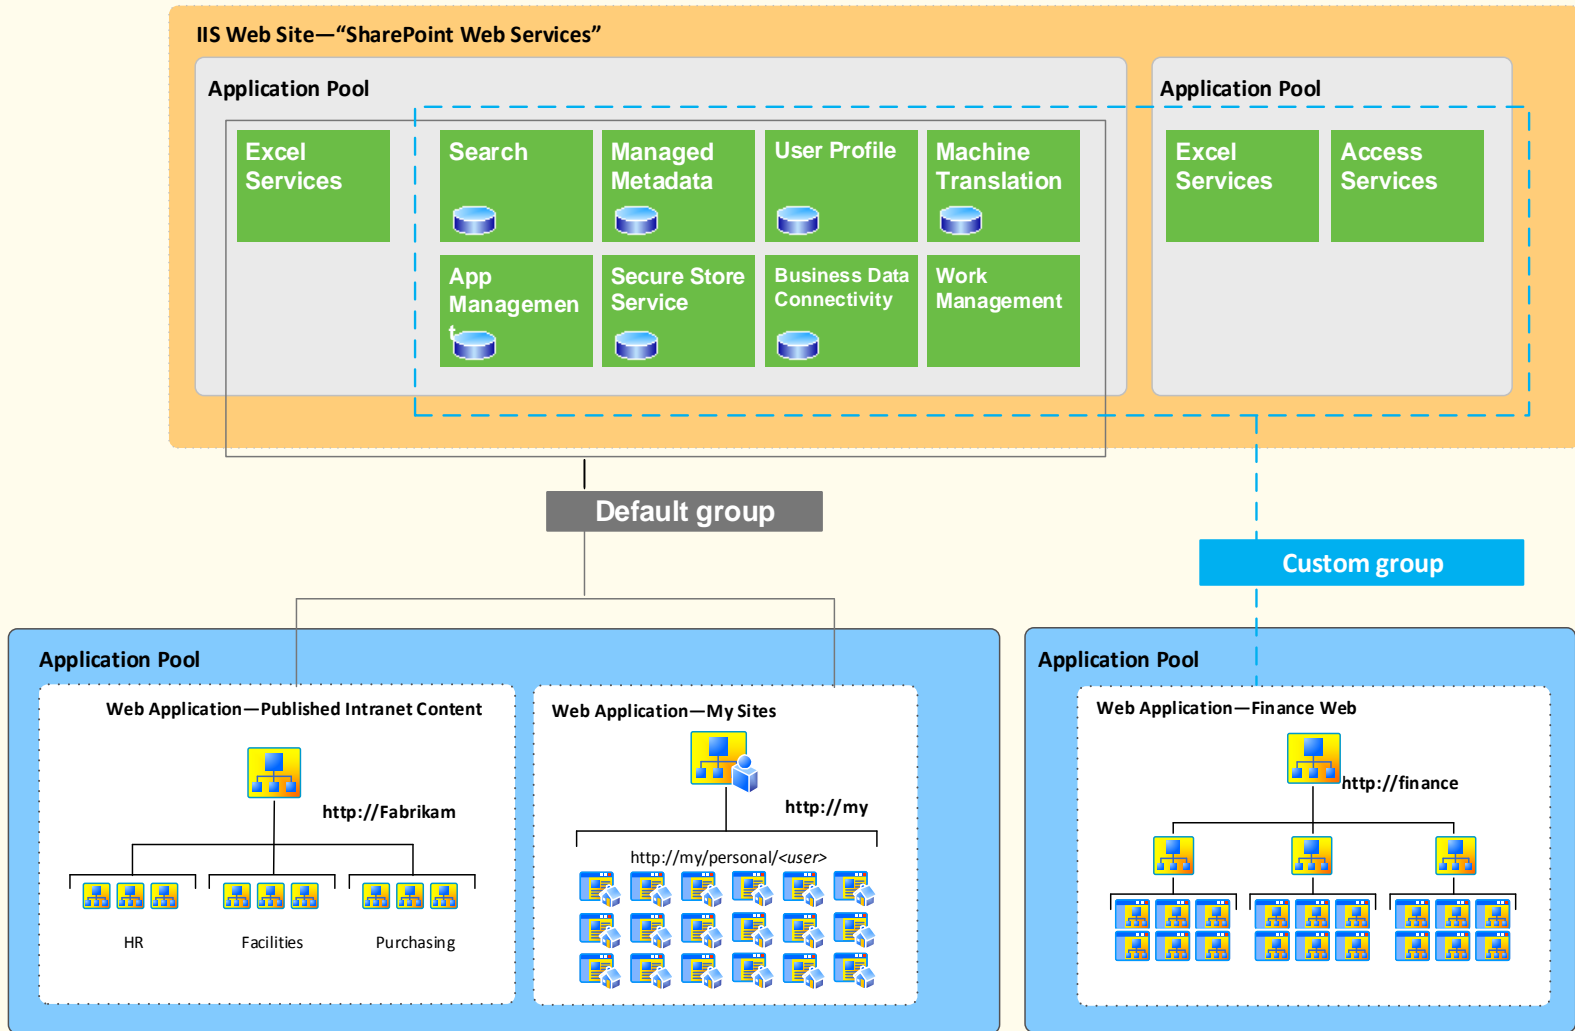 IIS Web Site—“SharePoint Web Services”
Application Pool
Application Pool
Excel
Services
Search
Managed
Metadata
User Profile
Machine
Translation
Excel
Services
Access
Services
App
Managemen
t
Secure Store
Service
Business Data
Connectivity
Work
Management
Default group
Custom group
Application Pool
Application Pool
Web Application—Published Intranet Content
Web Application—My Sites
Web Application—Finance Web
http://Fabrikam
http://my
http://finance
http://my/personal/<user>
HR
Facilities
Purchasing